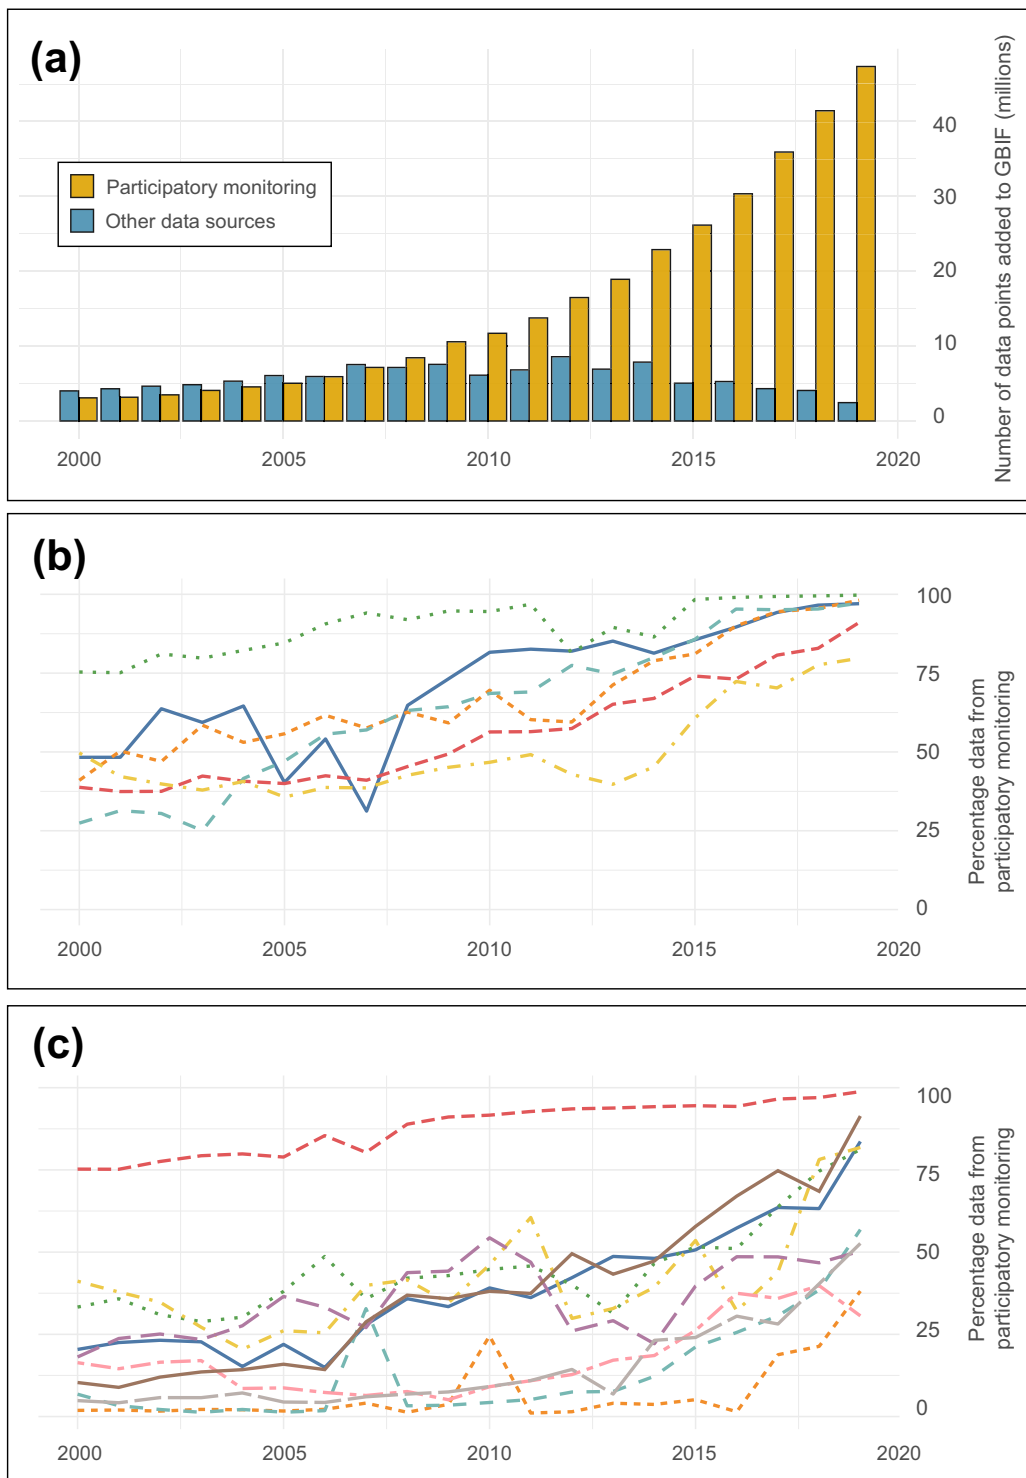 (a)
Participatory monitoring
Other data sources
40
30
20
10
0
Number of data points added to GBIF (millions)
2000 2005 2010 2015 2020
(b)
100
75
50
25
0
Percentage data from
participatory monitoring
2000 2005 2010 2015 2020
(c)
100
75
50
25
0
Percentage data from
participatory monitoring
2000 2005 2010 2015 2020